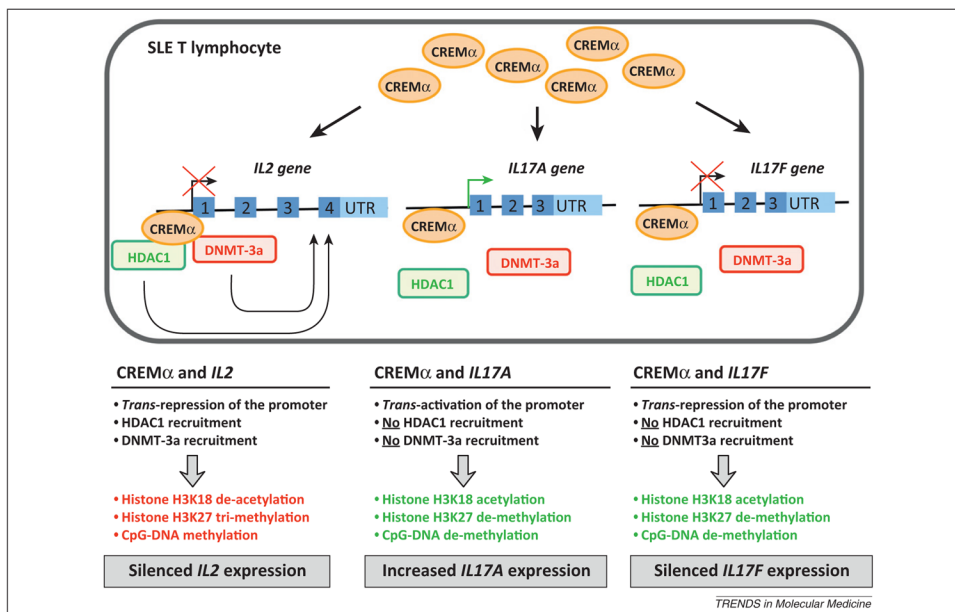 SLE T lymphocyte
CREMα
CREMα
CREMα
CREMα
CREMα
CREMα
IL2 gene
1 2 3 4 UTR
CREMα
HDAC1
DNMT-3a
IL17A gene
1 2 3 UTR
CREMα
HDAC1
DNMT-3a
IL17F gene
1 2 3 UTR
CREMα
HDAC1
DNMT-3a
CREMα and IL2
• Trans-repression of the promoter
• HDAC1 recruitment
• DNMT-3a recruitment
• Histone H3K18 de-acetylation
• Histone H3K27 tri-methylation
• CpG-DNA methylation
Silenced IL2 expression
CREMα and IL17A
• Trans-activation of the promoter
• No HDAC1 recruitment
• No DNMT-3a recruitment
• Histone H3K18 acetylation
• Histone H3K27 de-methylation
• CpG-DNA de-methylation
Increased IL17A expression
CREMα and IL17F
• Trans-repression of the promoter
• No HDAC1 recruitment
• No DNMT3a recruitment
• Histone H3K18 acetylation
• Histone H3K27 de-methylation
• CpG-DNA de-methylation
Silenced IL17F expression
TRENDS in Molecular Medicine